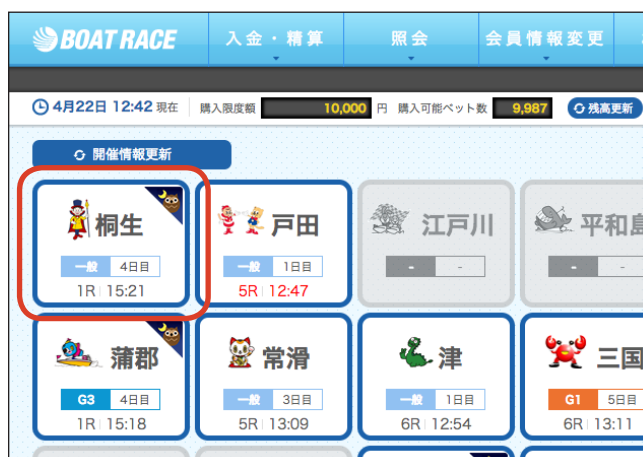 BOAT RACE 入金・精算 照会 会員情報変更
4月22日 12:42 現在 購入限度額 10,000 円 購入可能ベット数 9,987 残高更新
開催情報更新
桐生 戸田 江戸川 平和島
一般 4日目 一般 1日目 - - - -
1R 15:21 5R 12:47
蒲郡 常滑 津 三国
G3 4日目 一般 3日目 一般 1日目 G1 5日目
1R 15:18 5R 13:09 6R 12:54 6R 13:11